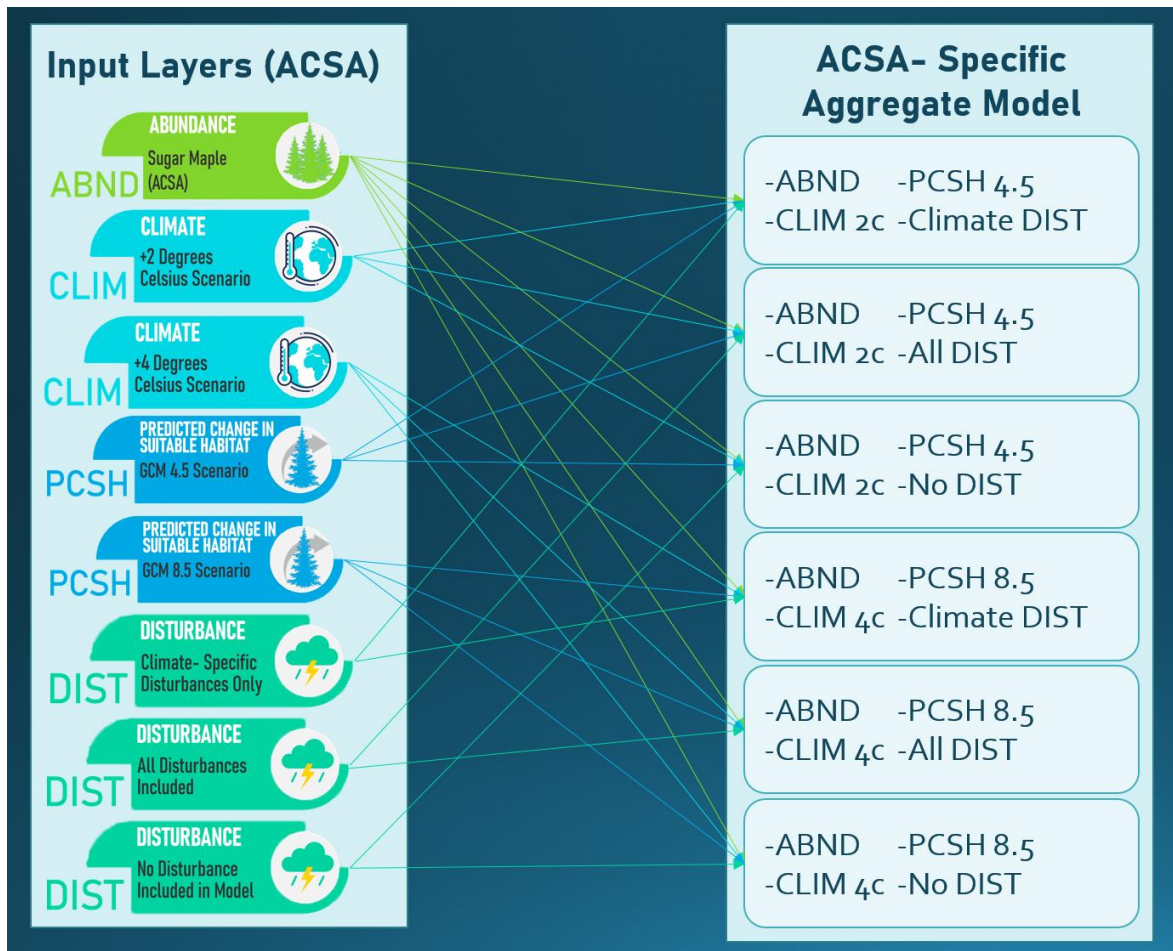 Input Layers (ACSA)
ABUNDANCE
Sugar Maple
(ACSA)
ABND
CLIMATE
+2 Degrees
Celsius Scenario
CLIM
CLIMATE
+4 Degrees
Celsius Scenario
CLIM
PREDICTED CHANGE IN
SUITABLE HABITAT
GCM 4.5 Scenario
PCSH
PREDICTED CHANGE IN
SUITABLE HABITAT
GCM 8.5 Scenario
PCSH
DISTURBANCE
Climate- Specific
Disturbances Only
DIST
DISTURBANCE
All Disturbances
Included
DIST
DISTURBANCE
No Disturbance
Included in Model
DIST
ACSA- Specific
Aggregate Model
-ABND -PCSH 4.5
-CLIM 2c -Climate DIST
-ABND -PCSH 4.5
-CLIM 2c -All DIST
-ABND -PCSH 4.5
-CLIM 2c -No DIST
-ABND -PCSH 8.5
-CLIM 4c -Climate DIST
-ABND -PCSH 8.5
-CLIM 4c -All DIST
-ABND -PCSH 8.5
-CLIM 4c -No DIST